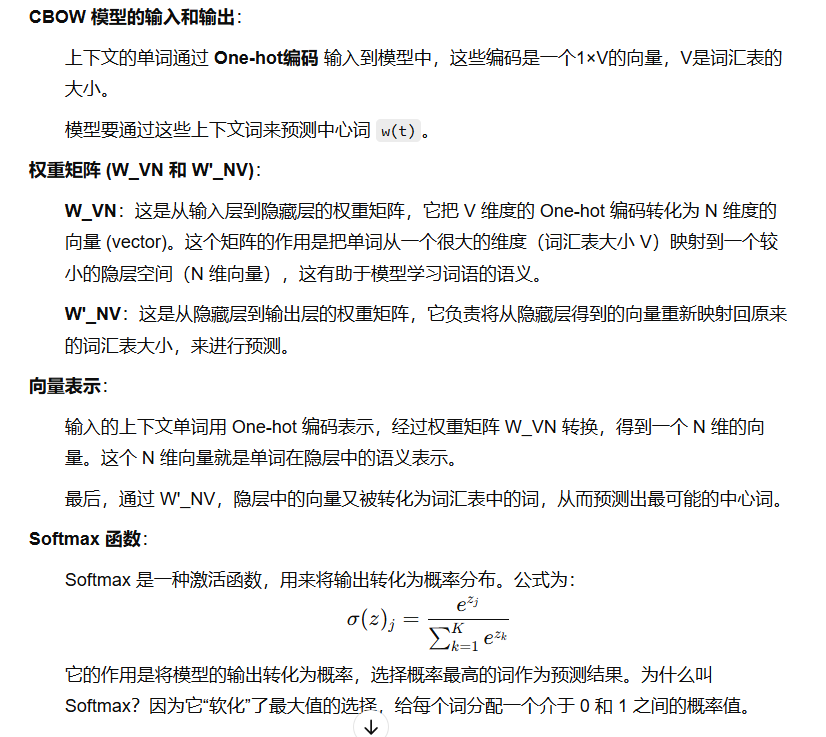 CBOW 模型的输入和输出：
上下文的单词通过 One-hot编码 输入到模型中，这些编码是一个1×V的向量，V是词汇表的
大小。
模型要通过这些上下文词来预测中心词 w(t) 。
权重矩阵 (W_VN 和 W'_NV)：
W_VN：这是从输入层到隐藏层的权重矩阵，它把 V 维度的 One-hot 编码转化为 N 维度的
向量 (vector)。这个矩阵的作用是把单词从一个很大的维度（词汇表大小 V）映射到一个较
小的隐层空间（N 维向量），这有助于模型学习词语的语义。
W'_NV：这是从隐藏层到输出层的权重矩阵，它负责将从隐藏层得到的向量重新映射回原来
的词汇表大小，来进行预测。
向量表示：
输入的上下文单词用 One-hot 编码表示，经过权重矩阵 W_VN 转换，得到一个 N 维的向
量。这个 N 维向量就是单词在隐层中的语义表示。
最后，通过 W'_NV，隐层中的向量又被转化为词汇表中的词，从而预测出最可能的中心词。
Softmax 函数：
Softmax 是一种激活函数，用来将输出转化为概率分布。公式为：
σ(z)_j = e^{z_j} / ∑_{k=1}^{K} e^{z_k}
它的作用是将模型的输出转化为概率，选择概率最高的词作为预测结果。为什么叫
Softmax？因为它“软化”了最大值的选择，给每个词分配一个介于 0 和 1 之间的概率值。